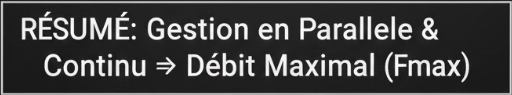 RÉSUMÉ: Gestion en Parallele &
Continu ⇒ Débit Maximal (Fmax)